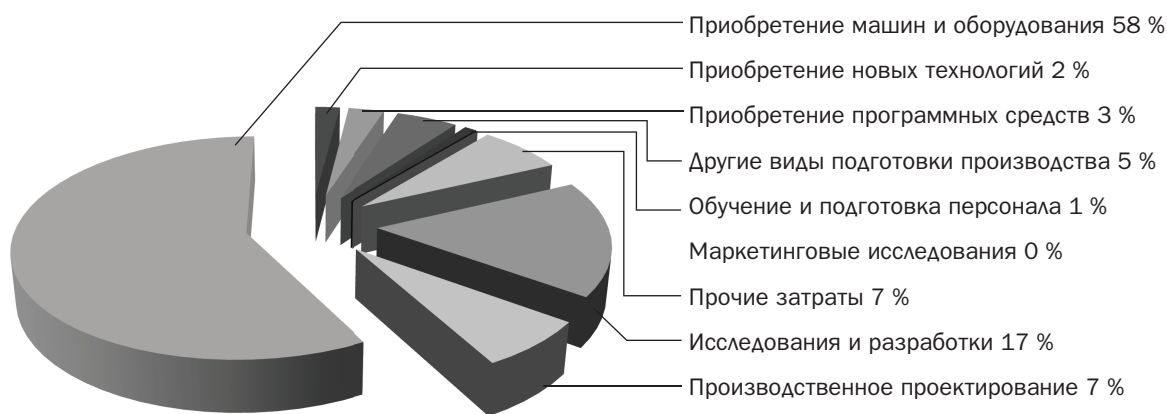 Приобретение машин и оборудования 58 %
Приобретение новых технологий 2 %
Приобретение программных средств 3 %
Другие виды подготовки производства 5 %
Обучение и подготовка персонала 1 %
Маркетинговые исследования 0 %
Прочие затраты 7 %
Исследования и разработки 17 %
Производственное проектирование 7 %